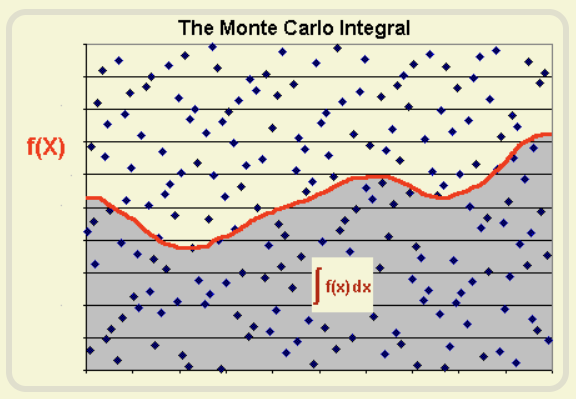 The Monte Carlo Integral
f(X)
∫ f(x) dx